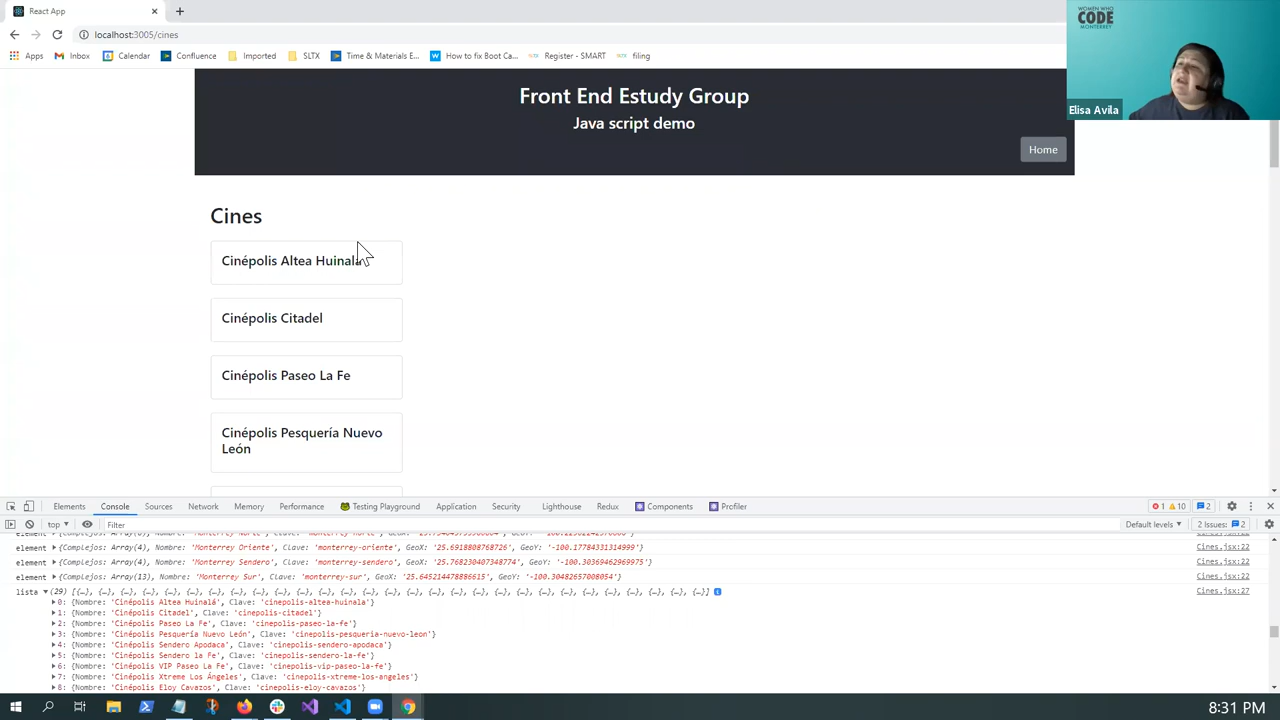 React App
localhost:3005/cines
Apps Inbox Calendar Confluence Imported SLTX Time & Materials E... How to fix Boot Ca... Register - SMART filing
WOMEN WHO
CODE
MONTERREY
Elisa Avila
Front End Estudy Group
Java script demo
Home
Cines
Cinépolis Altea Huinalá
Cinépolis Citadel
Cinépolis Paseo La Fe
Cinépolis Pesquería Nuevo
León
Elements Console Sources Network Memory Performance Testing Playground Application Security Lighthouse Redux Components Profiler 1 10 2
top Filter Default levels 2 Issues: 2
element {Complejos: Array(4), Nombre: 'Monterrey Oriente', Clave: 'monterrey-oriente', GeoX: '25.6918808768726', GeoY: '-100.17784331314999'} Cines.jsx:22
element {Complejos: Array(4), Nombre: 'Monterrey Sendero', Clave: 'monterrey-sendero', GeoX: '25.768230407348774', GeoY: '-100.30369462969975'} Cines.jsx:22
element {Complejos: Array(13), Nombre: 'Monterrey Sur', Clave: 'monterrey-sur', GeoX: '25.645214478886615', GeoY: '-100.30482657008054'} Cines.jsx:22
lista (29) [{…}, {…}, {…}, {…}, {…}, {…}, {…}, {…}, {…}, {…}, {…}, {…}, {…}, {…}, {…}, {…}, {…}, {…}, {…}, {…}, {…}, {…}, {…}, {…}, {…}, {…}, {…}, {…}, {…}] Cines.jsx:27
0: {Nombre: 'Cinépolis Altea Huinalá', Clave: 'cinepolis-altea-huinala'}
1: {Nombre: 'Cinépolis Citadel', Clave: 'cinepolis-citadel'}
2: {Nombre: 'Cinépolis Paseo La Fe', Clave: 'cinepolis-paseo-la-fe'}
3: {Nombre: 'Cinépolis Pesquería Nuevo León', Clave: 'cinepolis-pesqueria-nuevo-leon'}
4: {Nombre: 'Cinépolis Sendero Apodaca', Clave: 'cinepolis-sendero-apodaca'}
5: {Nombre: 'Cinépolis Sendero la Fe', Clave: 'cinepolis-sendero-la-fe'}
6: {Nombre: 'Cinépolis VIP Paseo La Fe', Clave: 'cinepolis-vip-paseo-la-fe'}
7: {Nombre: 'Cinépolis Xtreme Los Ángeles', Clave: 'cinepolis-xtreme-los-angeles'}
8: {Nombre: 'Cinépolis Eloy Cavazos', Clave: 'cinepolis-eloy-cavazos'}
8:31 PM